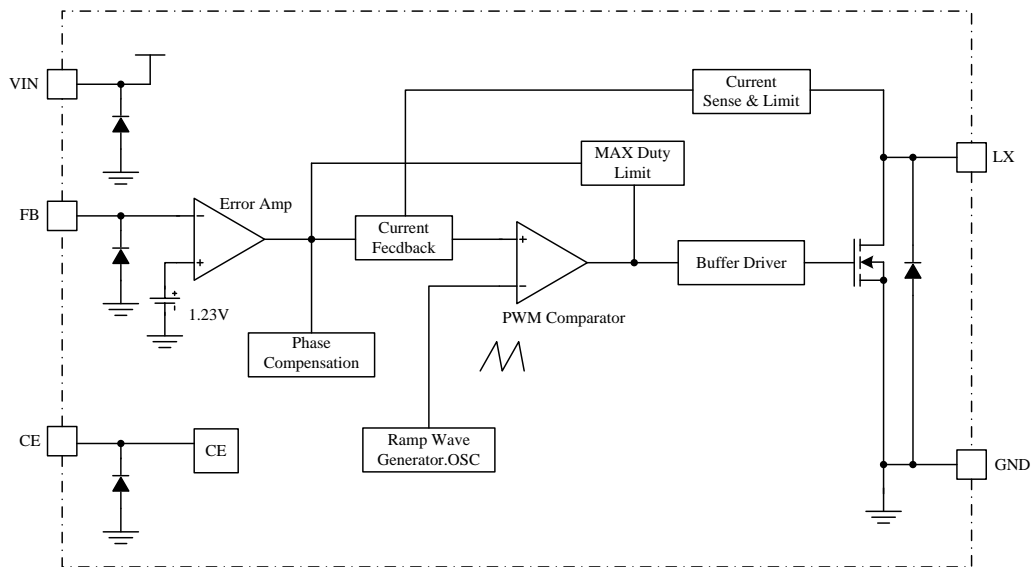 VIN
Current
Sense & Limit
MAX Duty
Limit
LX
FB
Error Amp
Current
Fecdback
Buffer Driver
1.23V
PWM Comparator
Phase
Compensation
CE
CE
Ramp Wave
Generator.OSC
GND